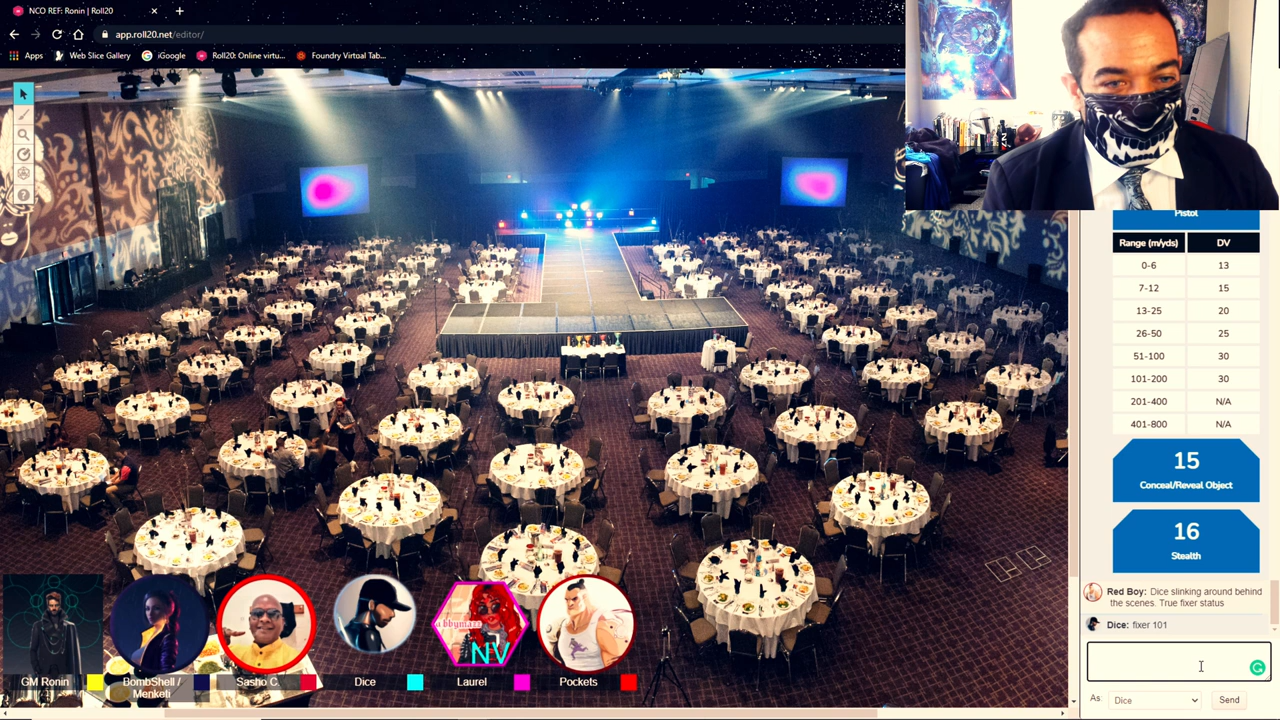 NCO REF: Ronin | Roll20
app.roll20.net/editor/
Apps
Web Slice Gallery
iGoogle
Roll20: Online virtu...
Foundry Virtual Tab...
Pistol
Range (m/yds) DV
0-6 13
7-12 15
13-25 20
26-50 25
51-100 30
101-200 30
201-400 N/A
401-800 N/A
15
Conceal/Reveal Object
16
Stealth
Red Boy: Dice slinking around behind
the scenes. True fixer status
Dice: fixer 101
As: Dice
Send
NV
GM Ronin
BombShell /
Menketi
Sasho C.
Dice
Laurel
Pockets